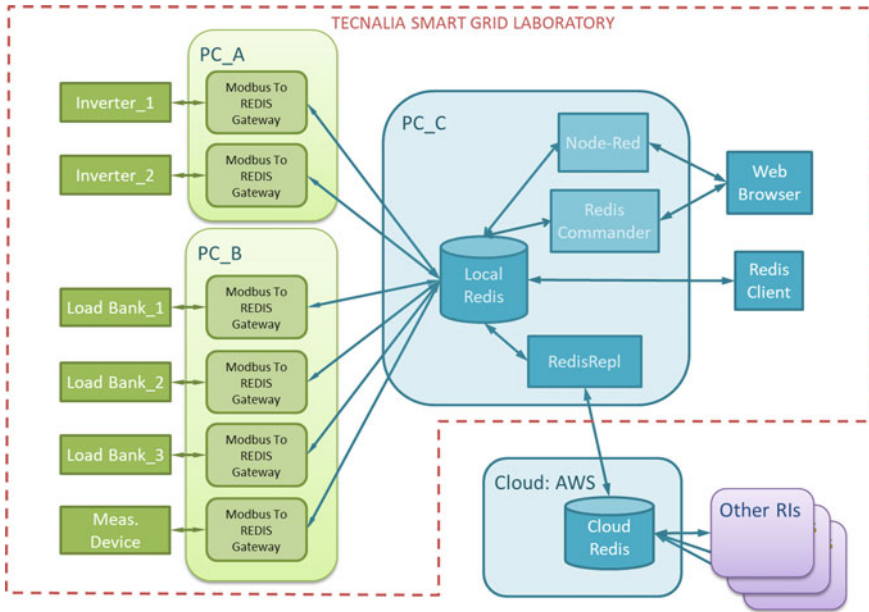 TECNALIA SMART GRID LABORATORY
PC_A
Inverter_1
Modbus To
REDIS
Gateway
Inverter_2
Modbus To
REDIS
Gateway
PC_B
Load Bank_1
Modbus To
REDIS
Gateway
Load Bank_2
Modbus To
REDIS
Gateway
Load Bank_3
Modbus To
REDIS
Gateway
Meas.
Device
Modbus To
REDIS
Gateway
PC_C
Node-Red
Redis
Commander
Local
Redis
RedisRepl
Web
Browser
Redis
Client
Cloud: AWS
Cloud
Redis
Other RIs